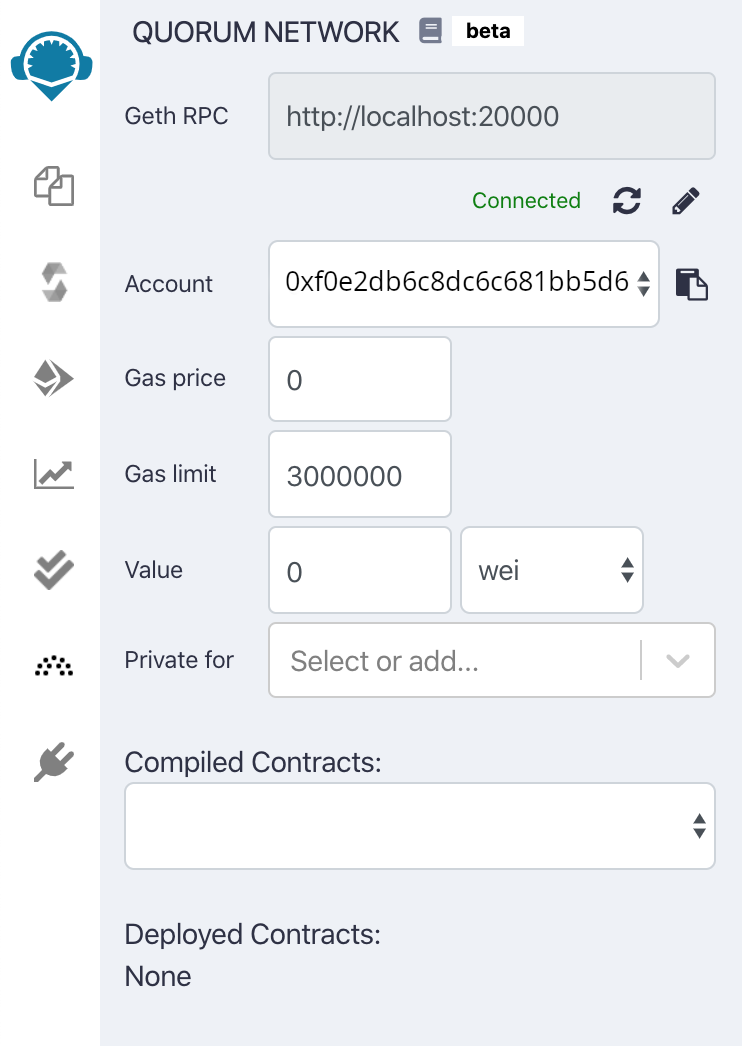 QUORUM NETWORK beta
Geth RPC http://localhost:20000
Connected
Account 0xf0e2db6c8dc6c681bb5d6
Gas price 0
Gas limit 3000000
Value 0 wei
Private for Select or add...
Compiled Contracts:
Deployed Contracts:
None